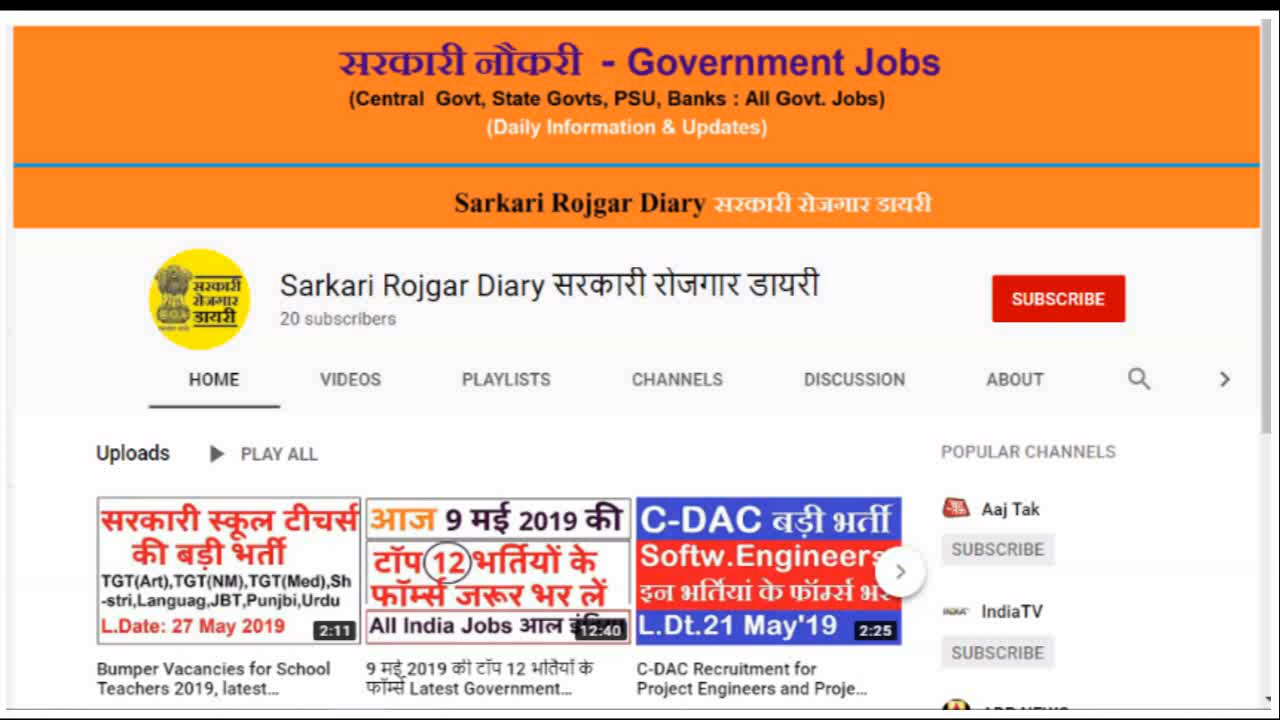 सरकारी नौकरी - Government Jobs
(Central Govt, State Govts, PSU, Banks : All Govt. Jobs)
(Daily Information & Updates)
Sarkari Rojgar Diary सरकारी रोजगार डायरी
सरकारी
रोजगार
डायरी
Sarkari Rojgar Diary सरकारी रोजगार डायरी
20 subscribers
SUBSCRIBE
HOME VIDEOS PLAYLISTS CHANNELS DISCUSSION ABOUT
Uploads PLAY ALL
सरकारी स्कूल टीचर्स
की बड़ी भर्ती
TGT(Art),TGT(NM),TGT(Med),Sh
-stri,Languag,JBT,Punjbi,Urdu
L.Date: 27 May 2019
2:11
Bumper Vacancies for School
Teachers 2019, latest...
आज 9 मई 2019 की
टॉप 12 भर्तियों के
फॉर्म्स जरूर भर लें
All India Jobs आल
12:40
9 मई 2019 की टॉप 12 भर्तियों के
फॉर्म्स Latest Government...
C-DAC बड़ी भर्ती
Softw.Engineers
इन भर्तियां के फॉर्म्स भर
L.Dt.21 May'19
2:25
C-DAC Recruitment for
Project Engineers and Proje...
POPULAR CHANNELS
Aaj Tak
SUBSCRIBE
IndiaTV
SUBSCRIBE